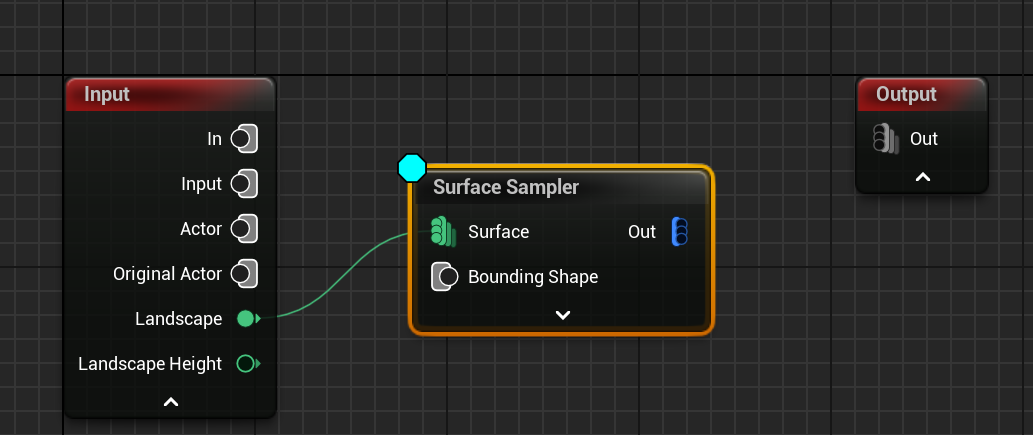 Input
In
Input
Actor
Original Actor
Landscape
Landscape Height
Surface Sampler
Surface
Out
Bounding Shape
Output
Out